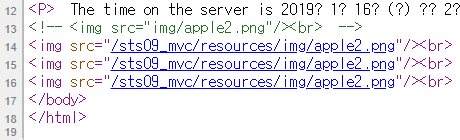 12 <P>  The time on the server is 2019? 1? 16? (?) ?? 2?
13 <!-- <img src="img/apple2.png"/><br>  -->
14 <img src="/sts09_mvc/resources/img/apple2.png"/><br>
15 <img src="/sts09_mvc/resources/img/apple2.png"/><br>
16 <img src="/sts09_mvc/resources/img/apple2.png"/><br>
17 </body>
18 </html>
19